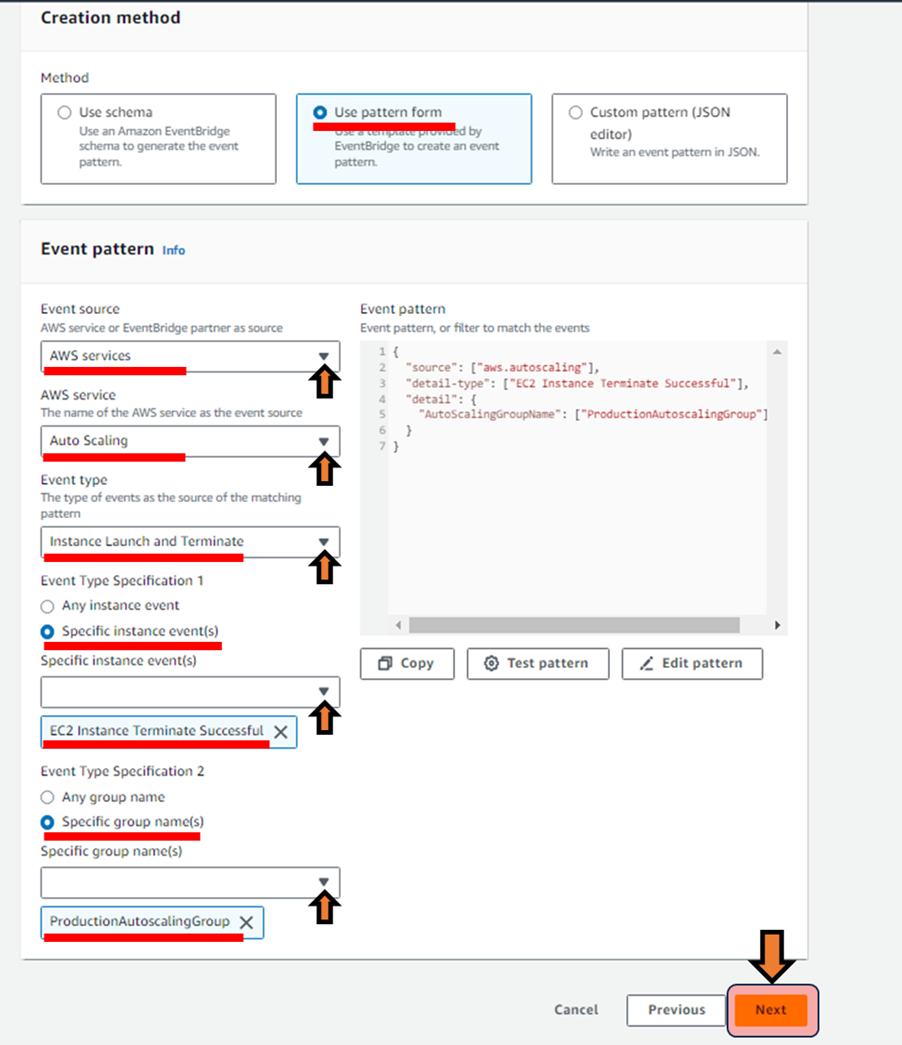 Creation method
Method
Use schema
Use an Amazon EventBridge
schema to generate the event
pattern.
Use pattern form
Use a template provided by
EventBridge to create an event
pattern.
Custom pattern (JSON
editor)
Write an event pattern in JSON.
Event pattern Info
Event source
AWS service or EventBridge partner as source
AWS services
AWS service
The name of the AWS service as the event source
Auto Scaling
Event type
The type of events as the source of the matching
pattern
Instance Launch and Terminate
Event Type Specification 1
Any instance event
Specific instance event(s)
Specific instance event(s)
EC2 Instance Terminate Successful
Event Type Specification 2
Any group name
Specific group name(s)
Specific group name(s)
ProductionAutoscalingGroup
Event pattern
Event pattern, or filter to match the events
1 {
2 "source": ["aws.autoscaling"],
3 "detail-type": ["EC2 Instance Terminate Successful"],
4 "detail": {
5 "AutoScalingGroupName": ["ProductionAutoscalingGroup"]
6 }
7 }
Copy
Test pattern
Edit pattern
Cancel
Previous
Next